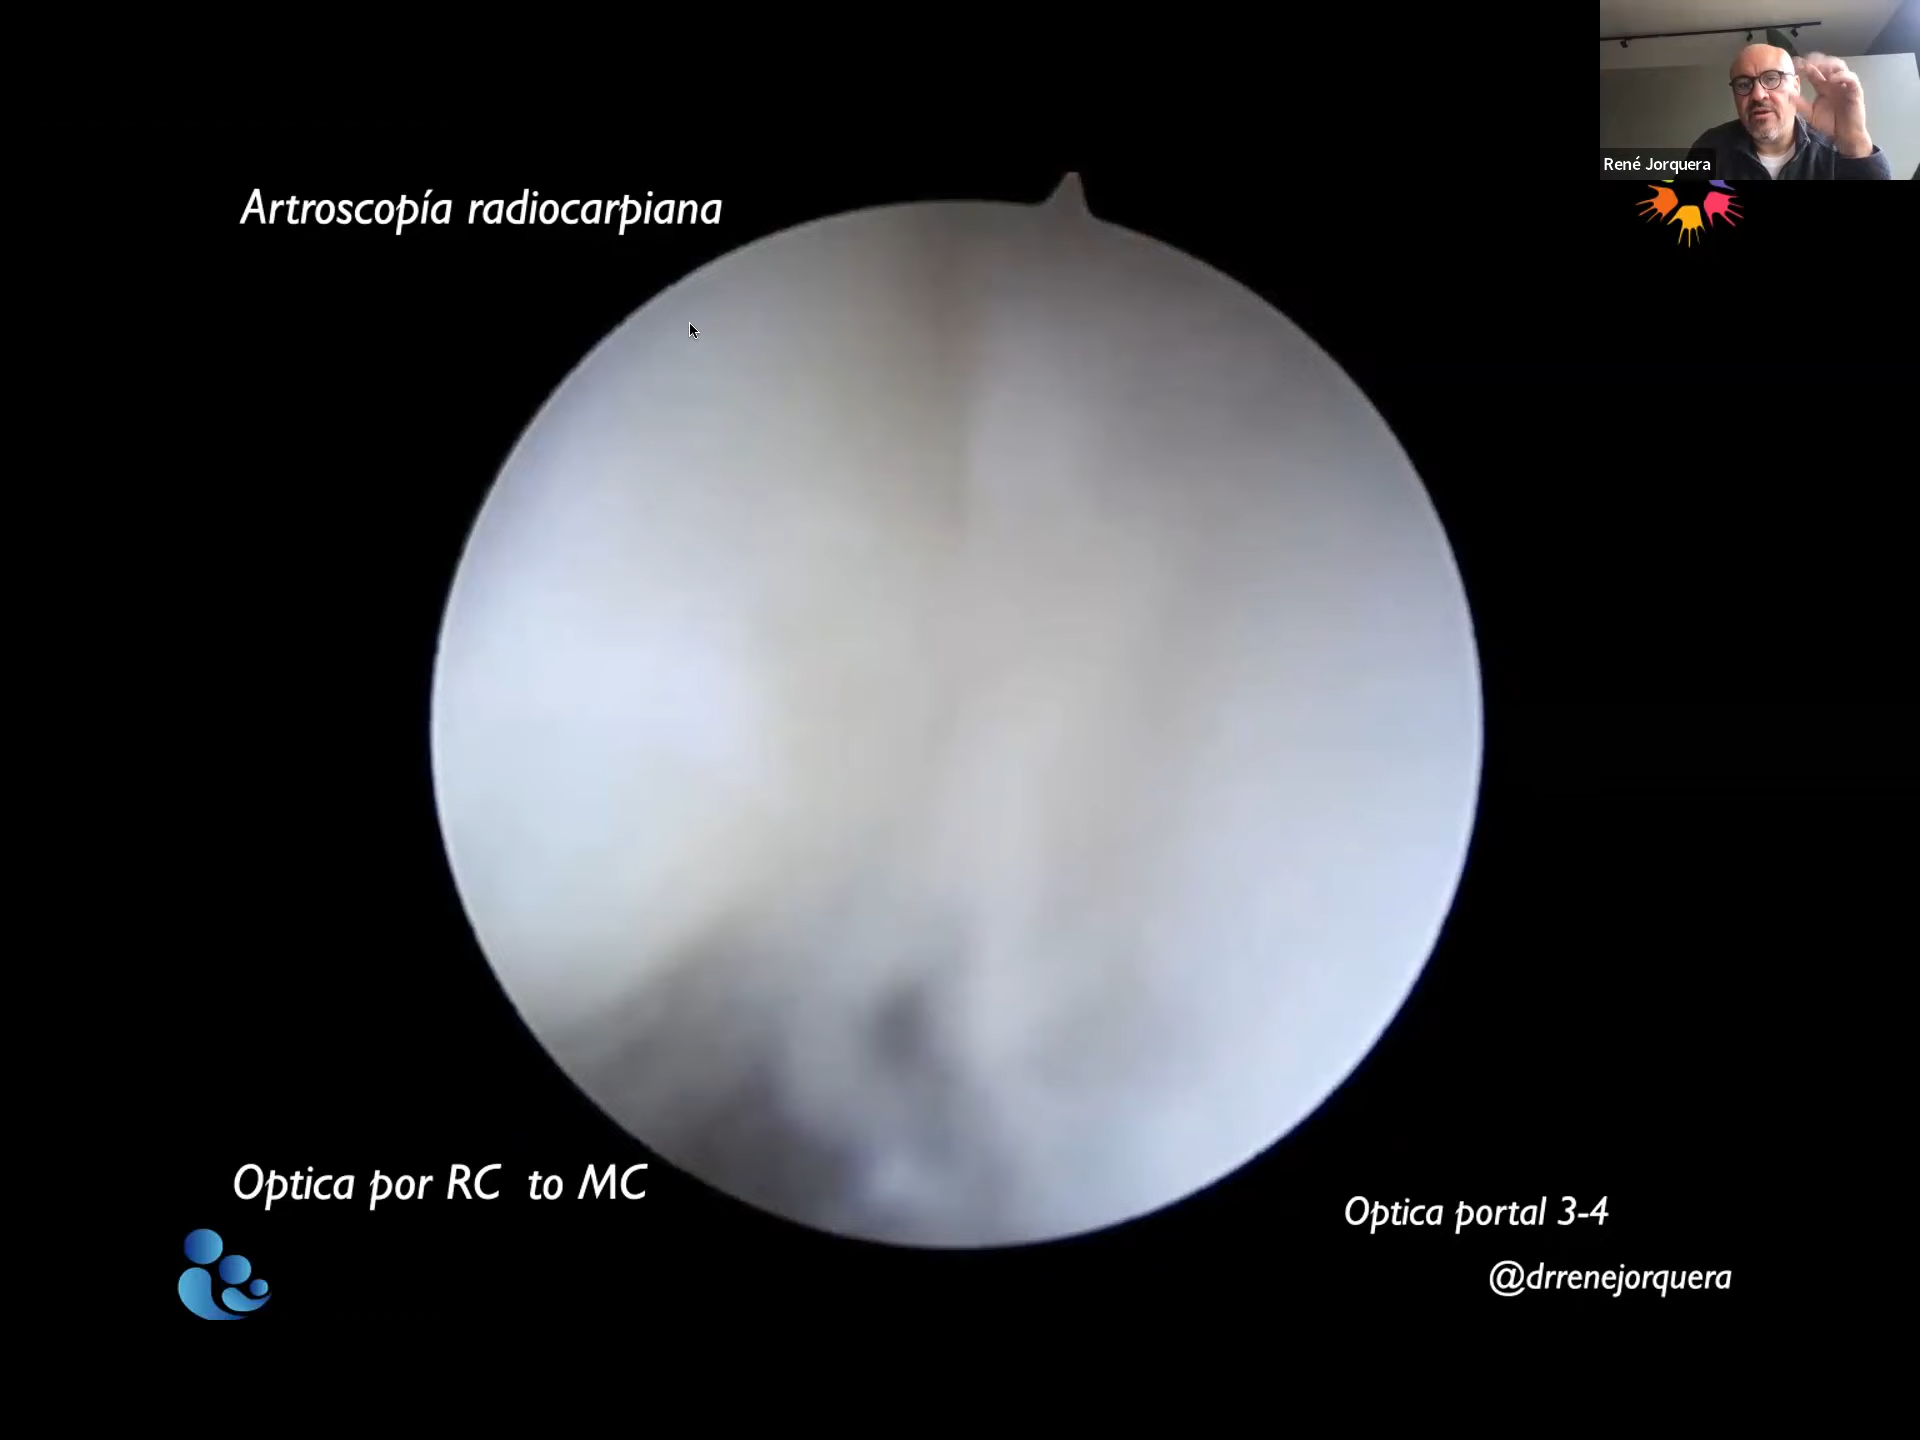 René Jorquera
Artroscopía radiocarpiana
Optica por RC to MC
Optica portal 3-4
@drrenejorquera